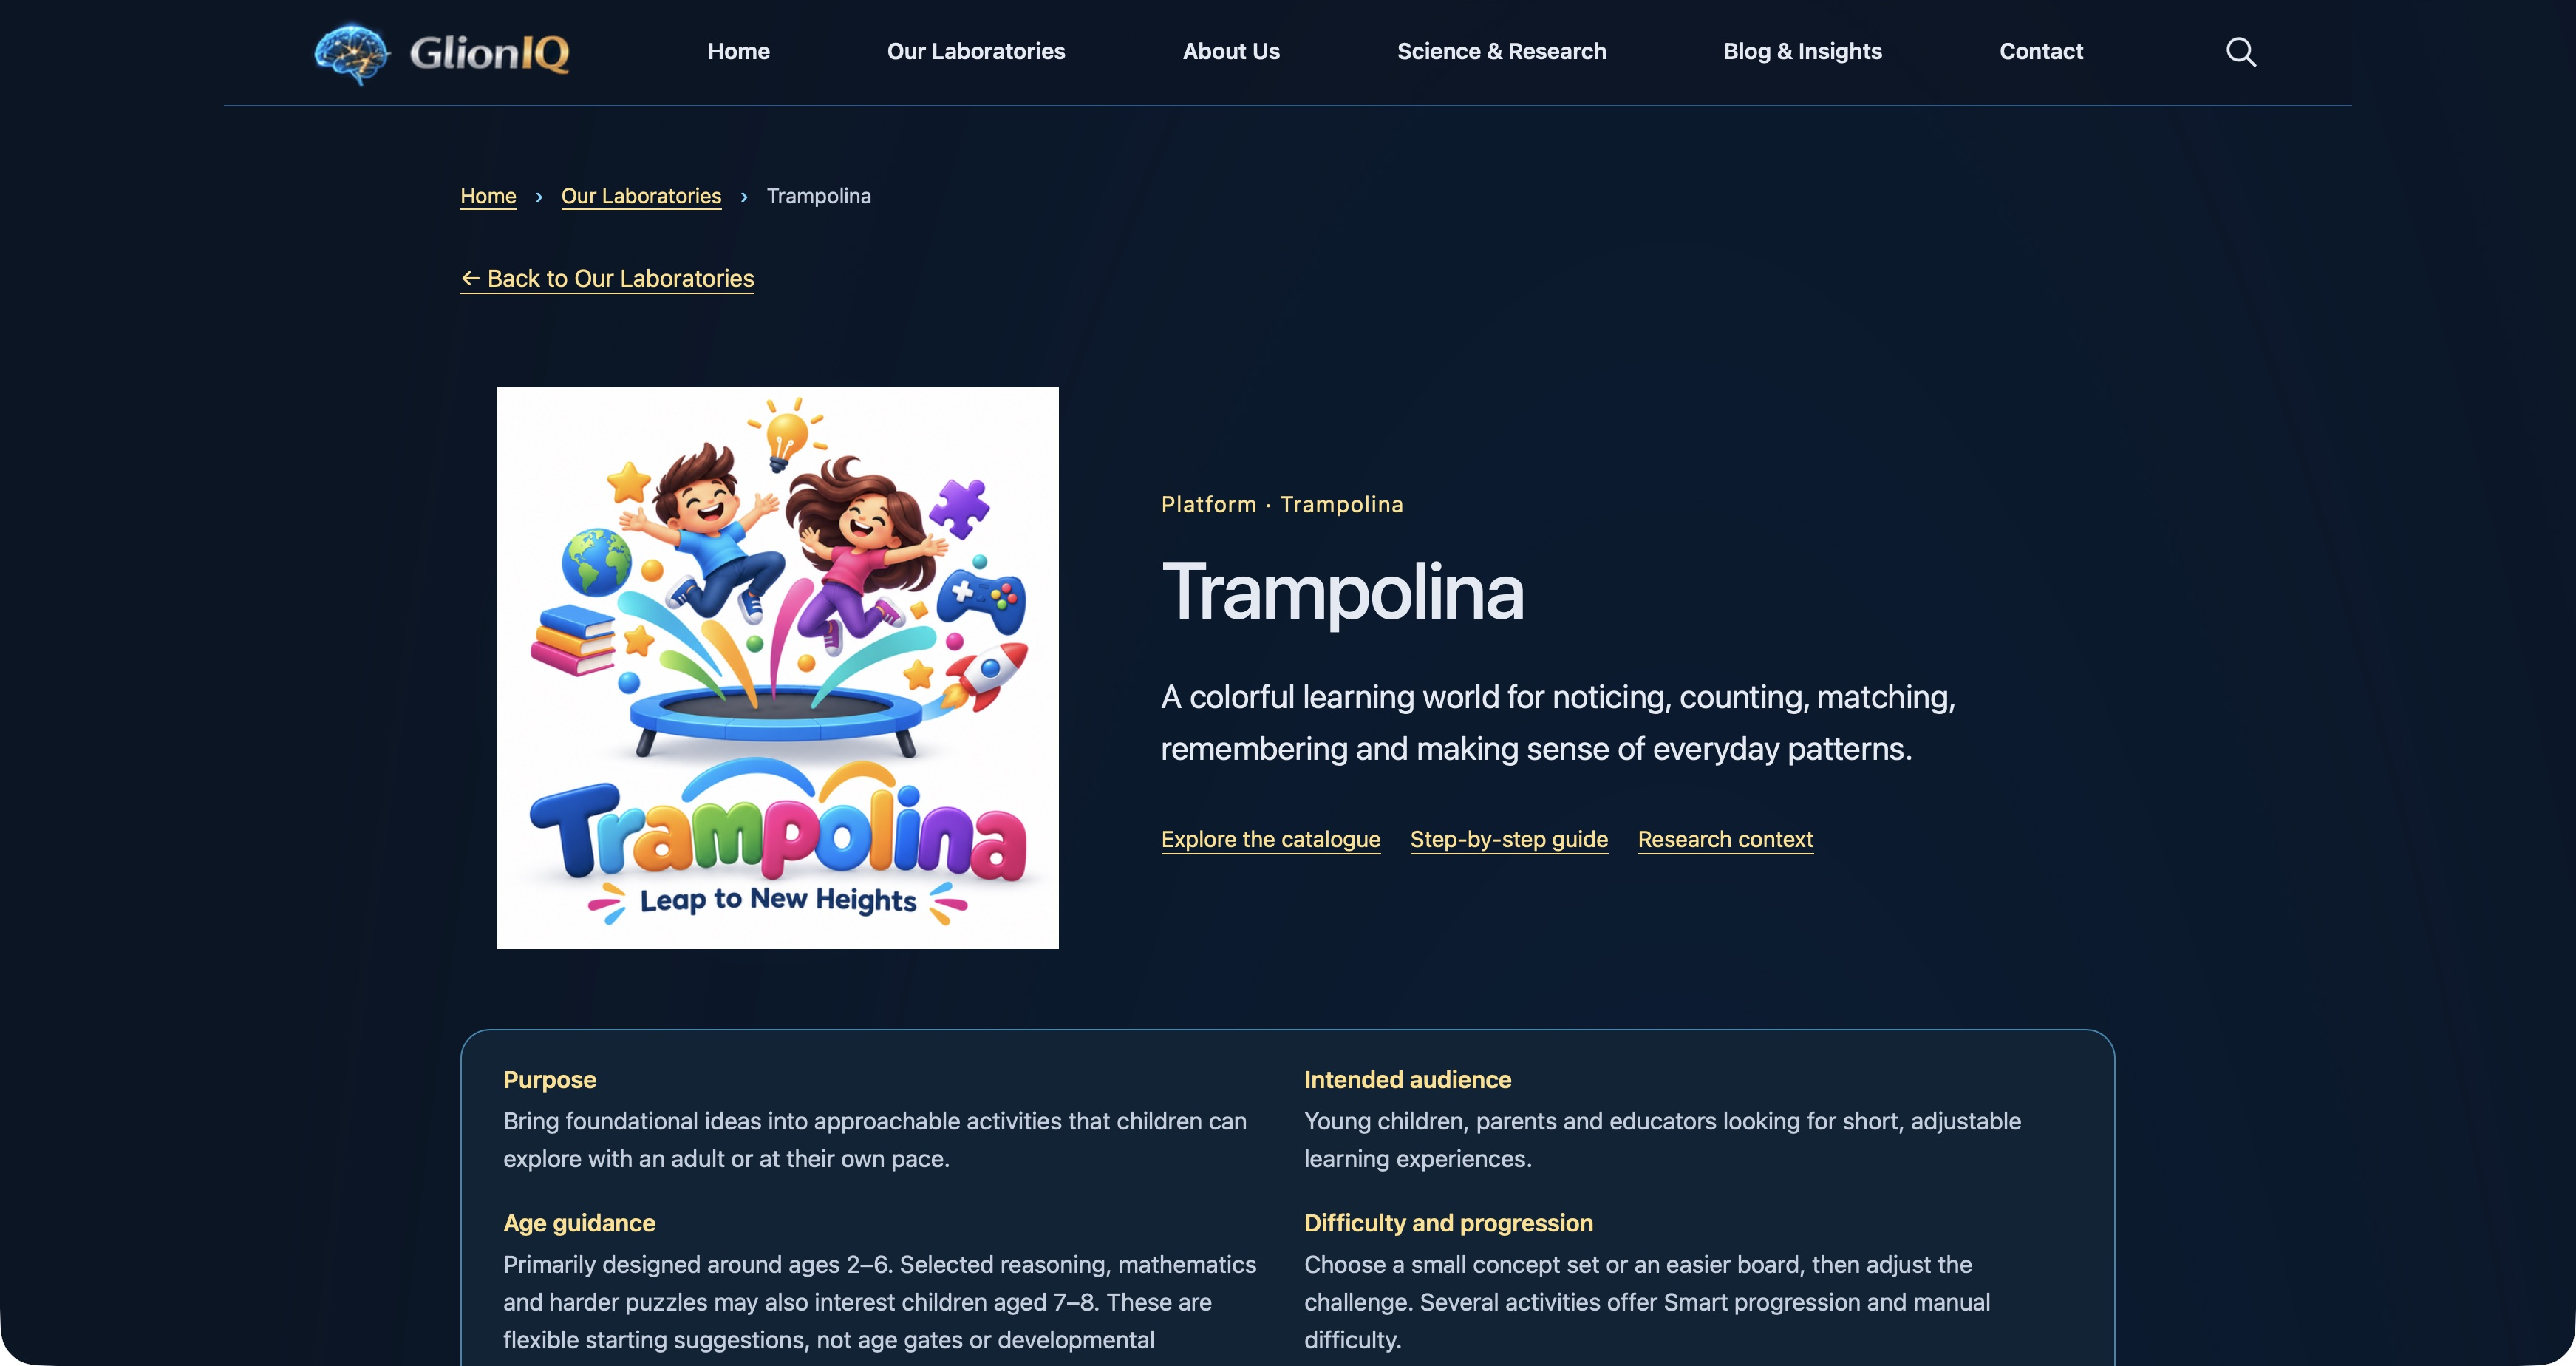 GlionIQ
Home
Our Laboratories
About Us
Science & Research
Blog & Insights
Contact
Home › Our Laboratories › Trampolina
← Back to Our Laboratories
Trampolina
Leap to New Heights
Platform · Trampolina
Trampolina
A colorful learning world for noticing, counting, matching,
remembering and making sense of everyday patterns.
Explore the catalogue
Step-by-step guide
Research context
Purpose
Bring foundational ideas into approachable activities that children can
explore with an adult or at their own pace.
Intended audience
Young children, parents and educators looking for short, adjustable
learning experiences.
Age guidance
Primarily designed around ages 2–6. Selected reasoning, mathematics
and harder puzzles may also interest children aged 7–8. These are
flexible starting suggestions, not age gates or developmental
Difficulty and progression
Choose a small concept set or an easier board, then adjust the
challenge. Several activities offer Smart progression and manual
difficulty.